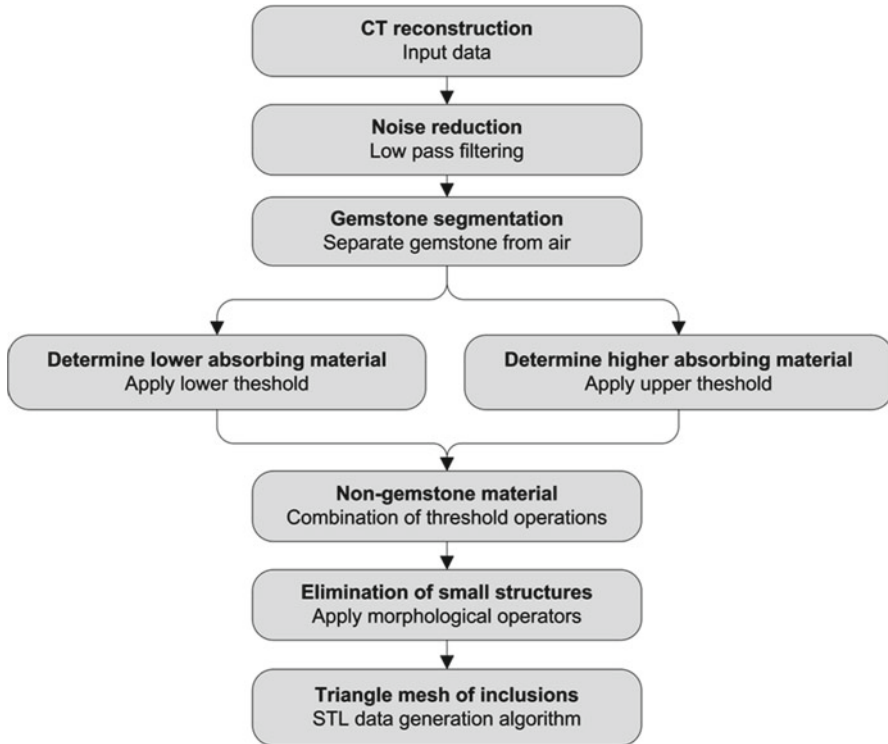 CT reconstruction
Input data
Noise reduction
Low pass filtering
Gemstone segmentation
Separate gemstone from air
Determine lower absorbing material
Apply lower theshold
Determine higher absorbing material
Apply upper theshold
Non-gemstone material
Combination of threshold operations
Elimination of small structures
Apply morphological operators
Triangle mesh of inclusions
STL data generation algorithm